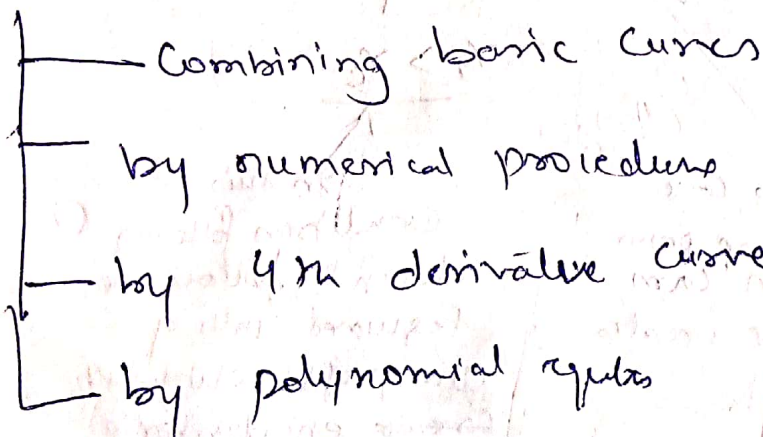 Combining basic curves
by numerical procedure
by 4th derivative curve
by polynomial